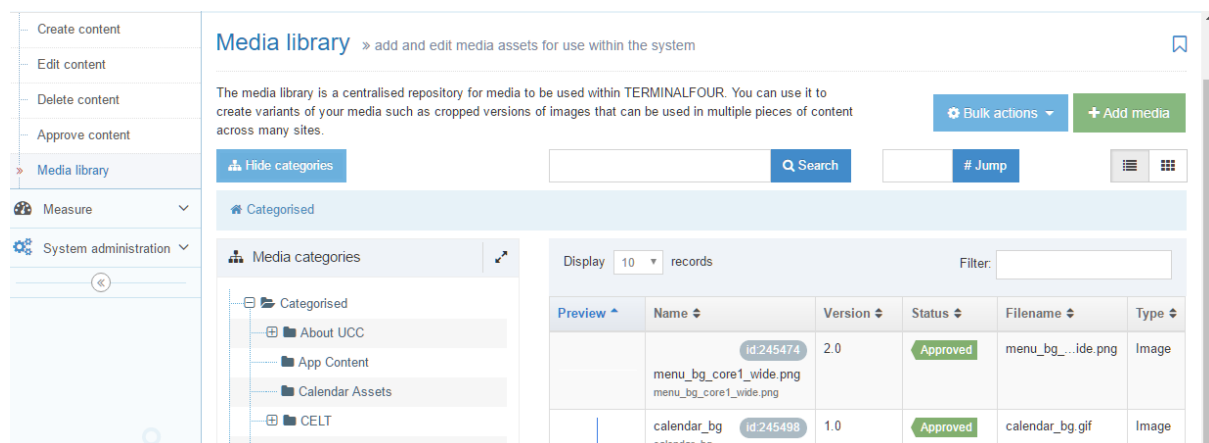 Create content
Edit content
Delete content
Approve content
» Media library
Measure
System administration
Media library » add and edit media assets for use within the system
The media library is a centralised repository for media to be used within TERMINALFOUR. You can use it to
create variants of your media such as cropped versions of images that can be used in multiple pieces of content
across many sites.
Bulk actions
+ Add media
Hide categories
Search
# Jump
Categorised
Media categories
Categorised
About UCC
App Content
Calendar Assets
CELT
Display 10 records
Filter:
Preview Name Version Status Filename Type
id:245474 2.0 Approved menu_bg_...ide.png Image
menu_bg_core1_wide.png
menu_bg_core1_wide.png
calendar_bg id:245498 1.0 Approved calendar_bg.gif Image